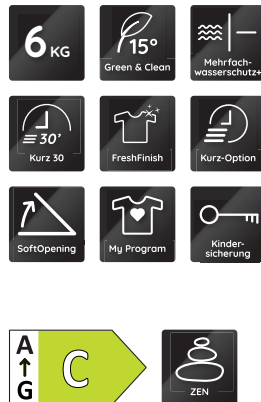 6 KG
15°
Green & Clean
Mehrfach-
wasserschutz+
30'
Kurz 30
FreshFinish
Kurz-Option
SoftOpening
My Program
Kinder-
sicherung
A
G
C
ZEN